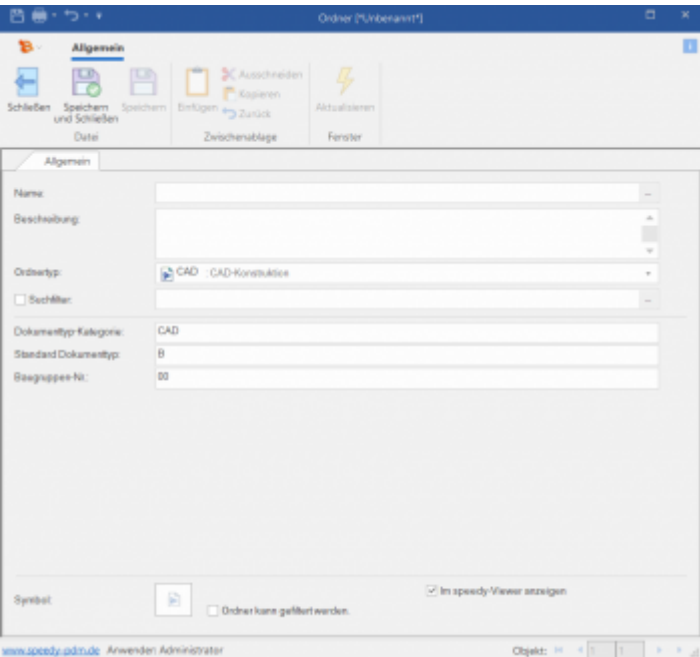 Ordner [*Unbenannt*]
Allgemein
Schließen
Speichern und Schließen
Speichern
Einfügen
Ausschneiden
Kopieren
Zurück
Aktualisieren
Datei
Zwischenablage
Fenster
Allgemein
Name:
Beschreibung:
Ordnertyp: CAD : CAD-Konstruktion
Suchfilter:
Dokumenttyp-Kategorie: CAD
Standard Dokumenttyp: B
Baugruppen-Nr.: 00
Symbol:
Im speedy-Viewer anzeigen
Ordner kann gefiltert werden.
www.speedy-pdm.de Anwender: Administrator
Objekt: 1 1